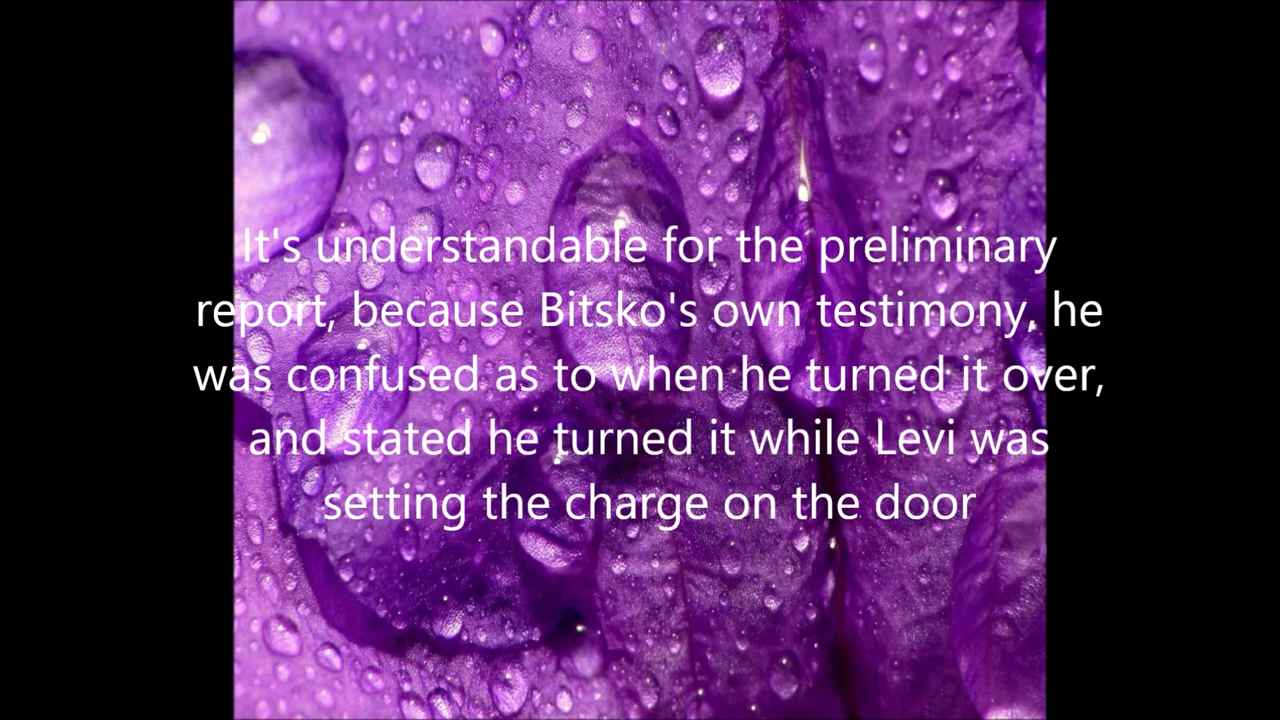 It's understandable for the preliminary
report, because Bitsko's own testimony, he
was confused as to when he turned it over,
and stated he turned it while Levi was
setting the charge on the door